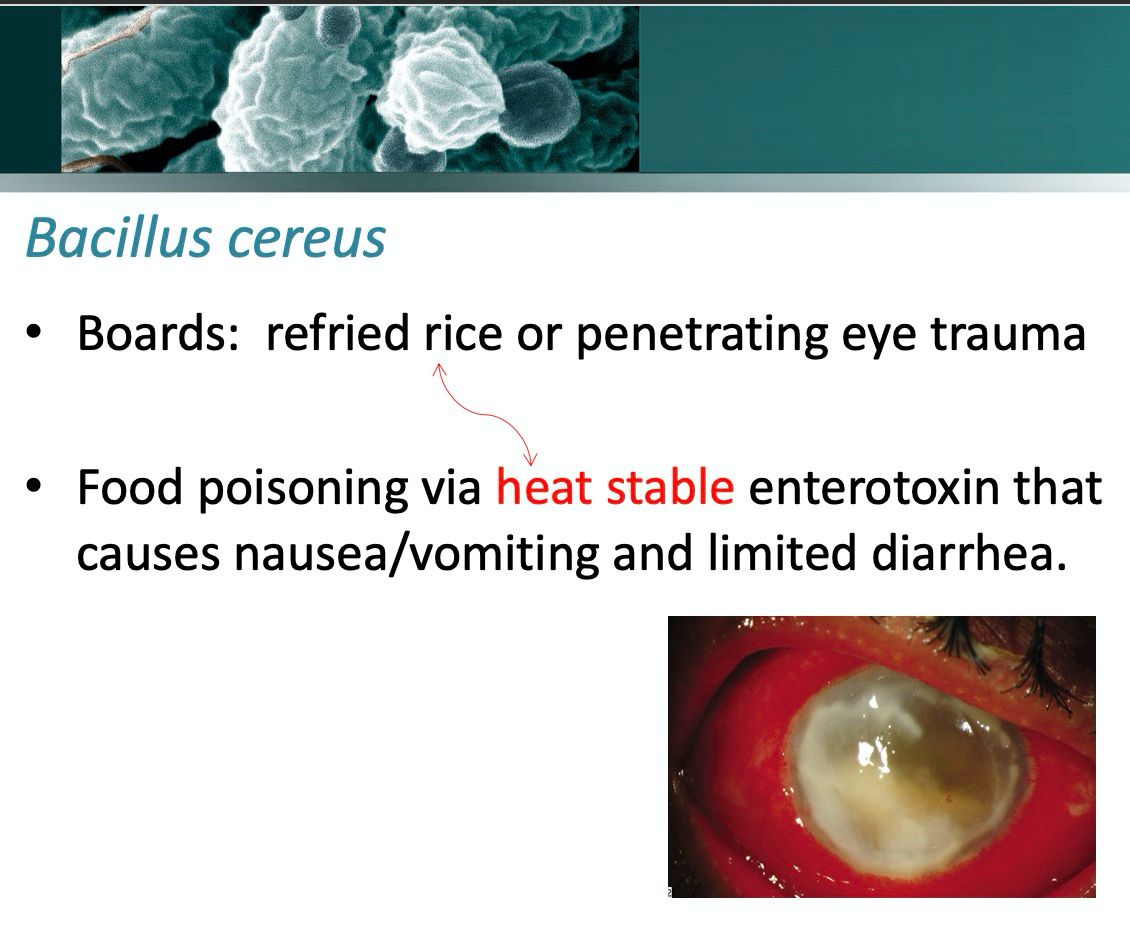 Bacillus cereus
• Boards: refried rice or penetrating eye trauma
• Food poisoning via heat stable enterotoxin that
causes nausea/vomiting and limited diarrhea.
2